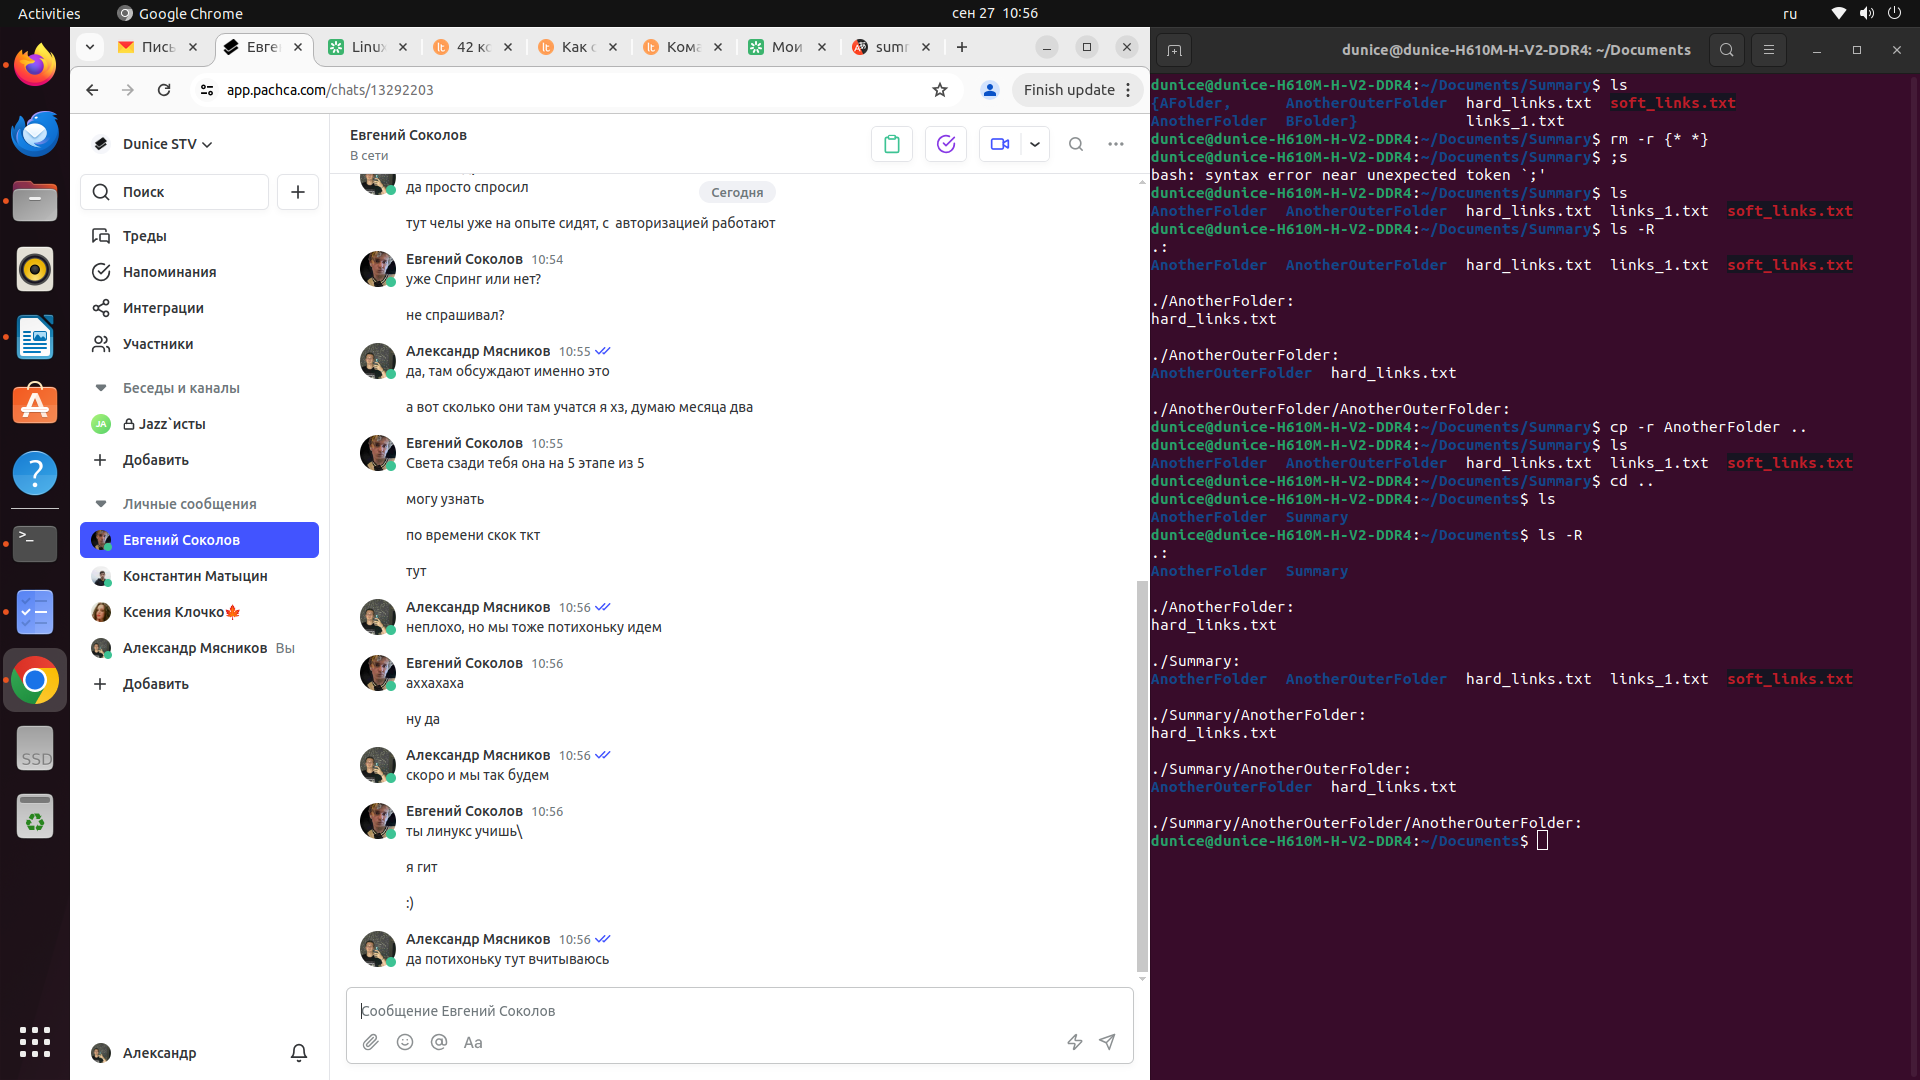 Activities
Google Chrome
сен 27 10:56
ru
Пись
Евге
Linux
42 ко
Как с
Кома
Мои
sum
app.pachca.com/chats/13292203
Finish update
Dunice STV
Поиск
Треды
Напоминания
Интеграции
Участники
Беседы и каналы
JA Jazz`исты
Добавить
Личные сообщения
Евгений Соколов
Константин Матыцин
Ксения Клочко🍁
Александр Мясников Вы
Добавить
Александр
SSD
Евгений Соколов
В сети
Сегодня
да просто спросил
тут челы уже на опыте сидят, с авторизацией работают
Евгений Соколов 10:54
уже Спринг или нет?
не спрашивал?
Александр Мясников 10:55
да, там обсуждают именно это
а вот сколько они там учатся я хз, думаю месяца два
Евгений Соколов 10:55
Света сзади тебя она на 5 этапе из 5
могу узнать
по времени скок ткт
тут
Александр Мясников 10:56
неплохо, но мы тоже потихоньку идем
Евгений Соколов 10:56
аххахаха
ну да
Александр Мясников 10:56
скоро и мы так будем
Евгений Соколов 10:56
ты линукс учишь\
я гит
:)
Александр Мясников 10:56
да потихоньку тут вчитываюсь
Сообщение Евгений Соколов
Aa
dunice@dunice-H610M-H-V2-DDR4: ~/Documents
dunice@dunice-H610M-H-V2-DDR4:~/Documents/Summary$ ls
{AFolder, AnotherOuterFolder hard_links.txt soft_links.txt
AnotherFolder BFolder} links_1.txt
dunice@dunice-H610M-H-V2-DDR4:~/Documents/Summary$ rm -r {* *}
dunice@dunice-H610M-H-V2-DDR4:~/Documents/Summary$ ;s
bash: syntax error near unexpected token `;'
dunice@dunice-H610M-H-V2-DDR4:~/Documents/Summary$ ls
AnotherFolder AnotherOuterFolder hard_links.txt links_1.txt soft_links.txt
dunice@dunice-H610M-H-V2-DDR4:~/Documents/Summary$ ls -R
.:
AnotherFolder AnotherOuterFolder hard_links.txt links_1.txt soft_links.txt
./AnotherFolder:
hard_links.txt
./AnotherOuterFolder:
AnotherOuterFolder hard_links.txt
./AnotherOuterFolder/AnotherOuterFolder:
dunice@dunice-H610M-H-V2-DDR4:~/Documents/Summary$ cp -r AnotherFolder ..
dunice@dunice-H610M-H-V2-DDR4:~/Documents/Summary$ ls
AnotherFolder AnotherOuterFolder hard_links.txt links_1.txt soft_links.txt
dunice@dunice-H610M-H-V2-DDR4:~/Documents/Summary$ cd ..
dunice@dunice-H610M-H-V2-DDR4:~/Documents$ ls
AnotherFolder Summary
dunice@dunice-H610M-H-V2-DDR4:~/Documents$ ls -R
.:
AnotherFolder Summary
./AnotherFolder:
hard_links.txt
./Summary:
AnotherFolder AnotherOuterFolder hard_links.txt links_1.txt soft_links.txt
./Summary/AnotherFolder:
hard_links.txt
./Summary/AnotherOuterFolder:
AnotherOuterFolder hard_links.txt
./Summary/AnotherOuterFolder/AnotherOuterFolder:
dunice@dunice-H610M-H-V2-DDR4:~/Documents$